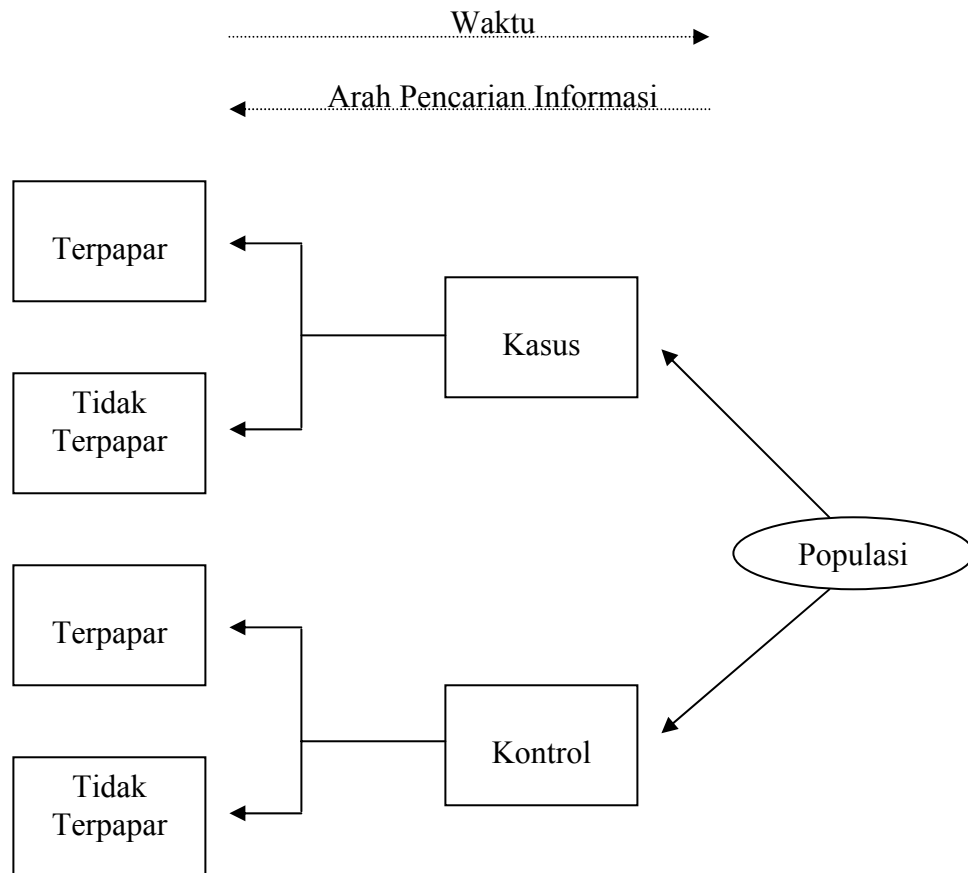 Waktu
Arah Pencarian Informasi
Terpapar
Kasus
Tidak
Terpapar
Populasi
Terpapar
Kontrol
Tidak
Terpapar